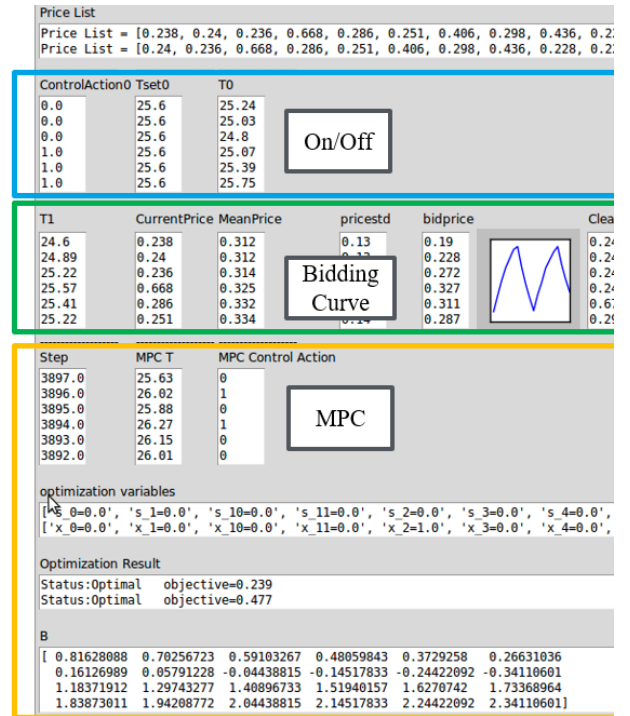 Price List
Price List = [0.238, 0.24, 0.236, 0.668, 0.286, 0.251, 0.406, 0.298, 0.436, 0.22
Price List = [0.24, 0.236, 0.668, 0.286, 0.251, 0.406, 0.298, 0.436, 0.228, 0.22
ControlAction0 Tset0 T0
0.0 25.6 25.24
0.0 25.6 25.03
0.0 25.6 24.8
1.0 25.6 25.07
1.0 25.6 25.39
1.0 25.6 25.75
On/Off
T1 CurrentPrice MeanPrice pricestd bidprice Clea
24.6 0.238 0.312 0.13 0.19 0.24
24.89 0.24 0.312 0.228 0.24
25.22 0.236 0.314 0.272 0.24
25.57 0.668 0.325 0.327 0.24
25.41 0.286 0.332 0.311 0.67
25.22 0.251 0.334 0.14 0.287 0.29
Bidding
Curve
Step MPC T MPC Control Action
3897.0 25.63 0
3896.0 26.02 1
3895.0 25.88 0
3894.0 26.27 1
3893.0 26.15 0
3892.0 26.01 0
MPC
optimization variables
['s_0=0.0', 's_1=0.0', 's_10=0.0', 's_11=0.0', 's_2=0.0', 's_3=0.0', 's_4=0.0',
['x_0=0.0', 'x_1=0.0', 'x_10=0.0', 'x_11=0.0', 'x_2=1.0', 'x_3=0.0', 'x_4=0.0',
Optimization Result
Status:Optimal objective=0.239
Status:Optimal objective=0.477
B
[ 0.81628088 0.70256723 0.59103267 0.48059843 0.3729258 0.26631036
0.16126989 0.05791228 -0.04438815 -0.14517833 -0.24422092 -0.34110601
1.18371912 1.29743277 1.40896733 1.51940157 1.6270742 1.73368964
1.83873011 1.94208772 2.04438815 2.14517833 2.24422092 2.34110601]